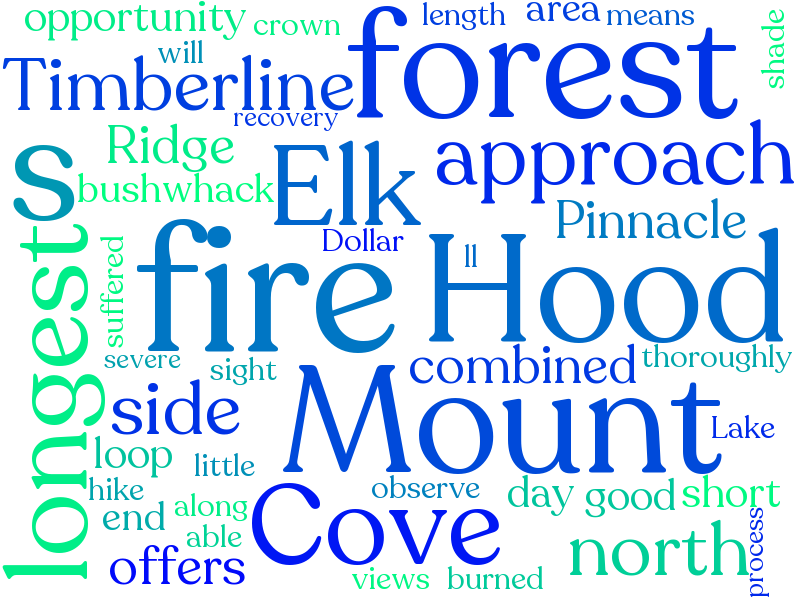 opportunity
crown
length
area
means
shade
will
Timberline
forest
recovery
Ridge
approach
s
bushwhack
Elk
Pinnacle
Dollar
ll
suffered
longest
fire
Hood
severe
sight
combined
thoroughly
side
Mount
Lake
loop
little
hike
along
observe
day
good
short
end
able
Cove
north
process
offers
views
burned